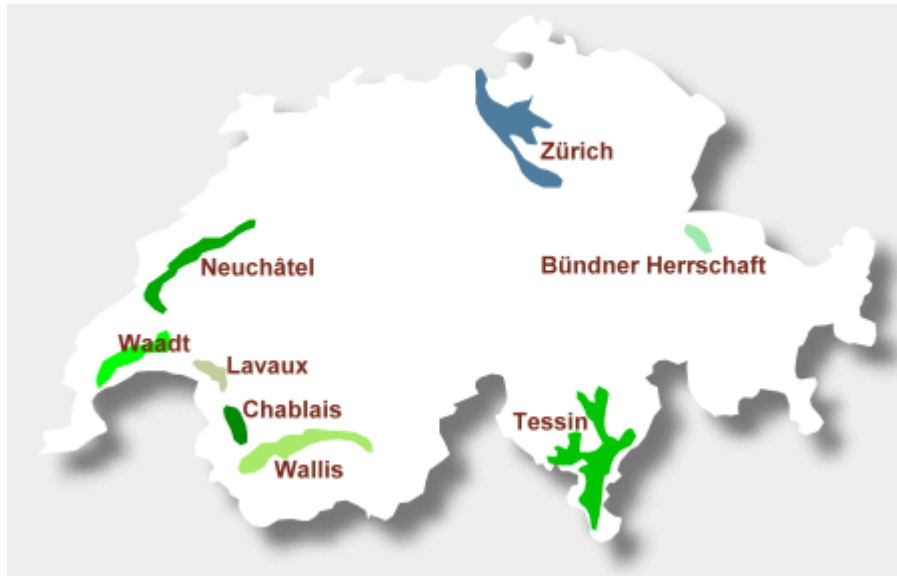 Zürich
Neuchâtel
Bündner Herrschaft
Waadt
Lavaux
Chablais
Tessin
Wallis